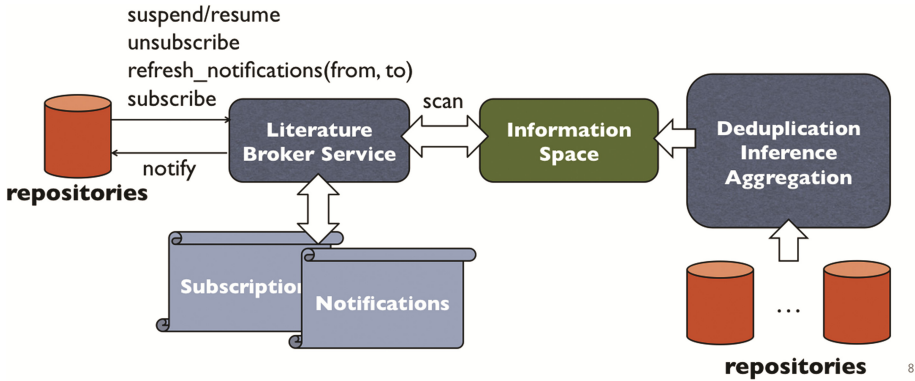 suspend/resume
unsubscribe
refresh_notifications(from, to)
subscribe
notify
repositories
Literature
Broker Service
scan
Information
Space
Deduplication
Inference
Aggregation
Subscription
Notifications
...
repositories
8